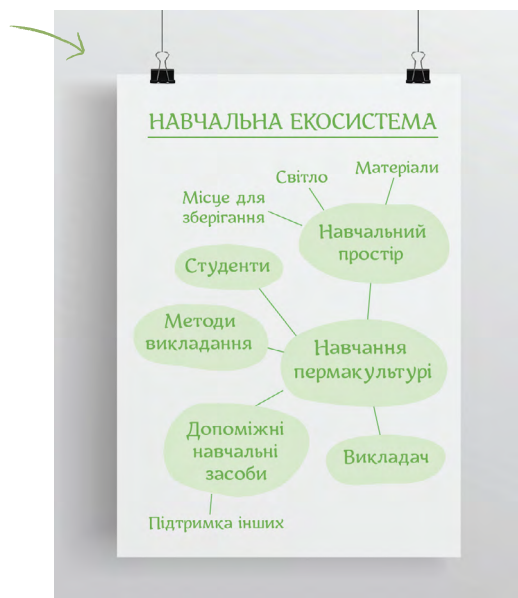 НАВЧАЛЬНА ЕКОСИСТЕМА
Матеріали
Світло
Місце для
зберігання
Навчальний
простір
Студенти
Методи
викладання
Навчання
пермакультурі
Допоміжні
навчальні
засоби
Викладач
Підтримка інших